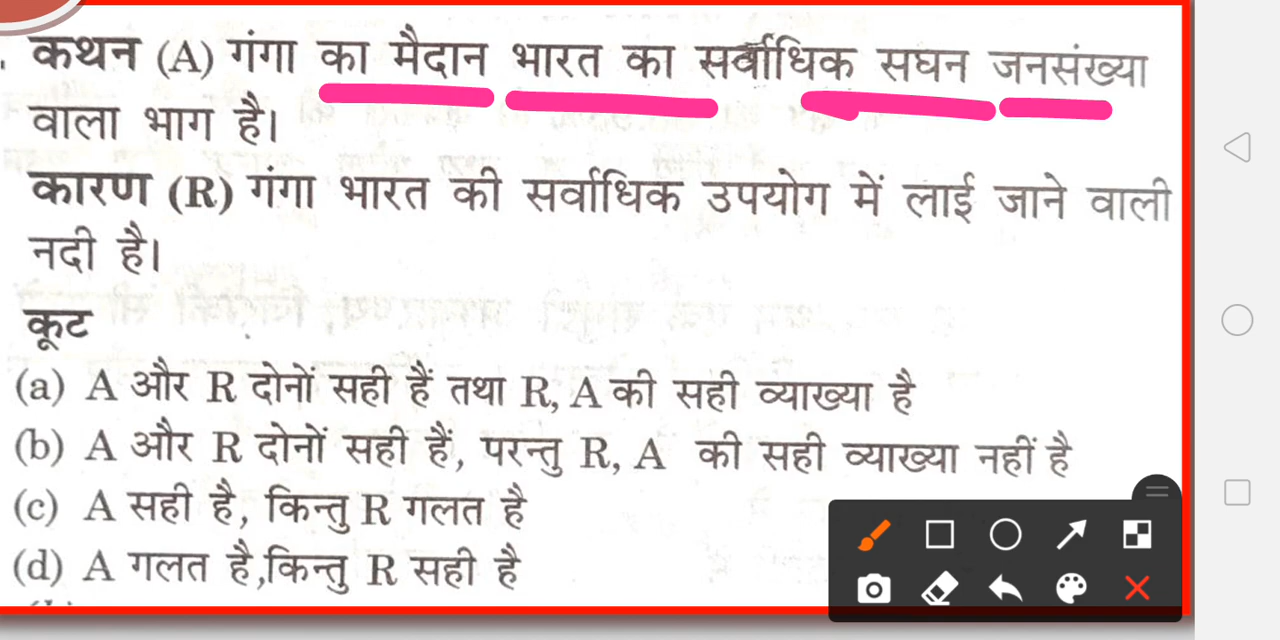 . कथन (A) गंगा का मैदान भारत का सर्वाधिक सघन जनसंख्या
वाला भाग है।
कारण (R) गंगा भारत की सर्वाधिक उपयोग में लाई जाने वाली
नदी है।
कूट
(a) A और R दोनों सही हैं तथा R, A की सही व्याख्या है
(b) A और R दोनों सही हैं, परन्तु R, A की सही व्याख्या नहीं है
(c) A सही है, किन्तु R गलत है
(d) A गलत है,किन्तु R सही है